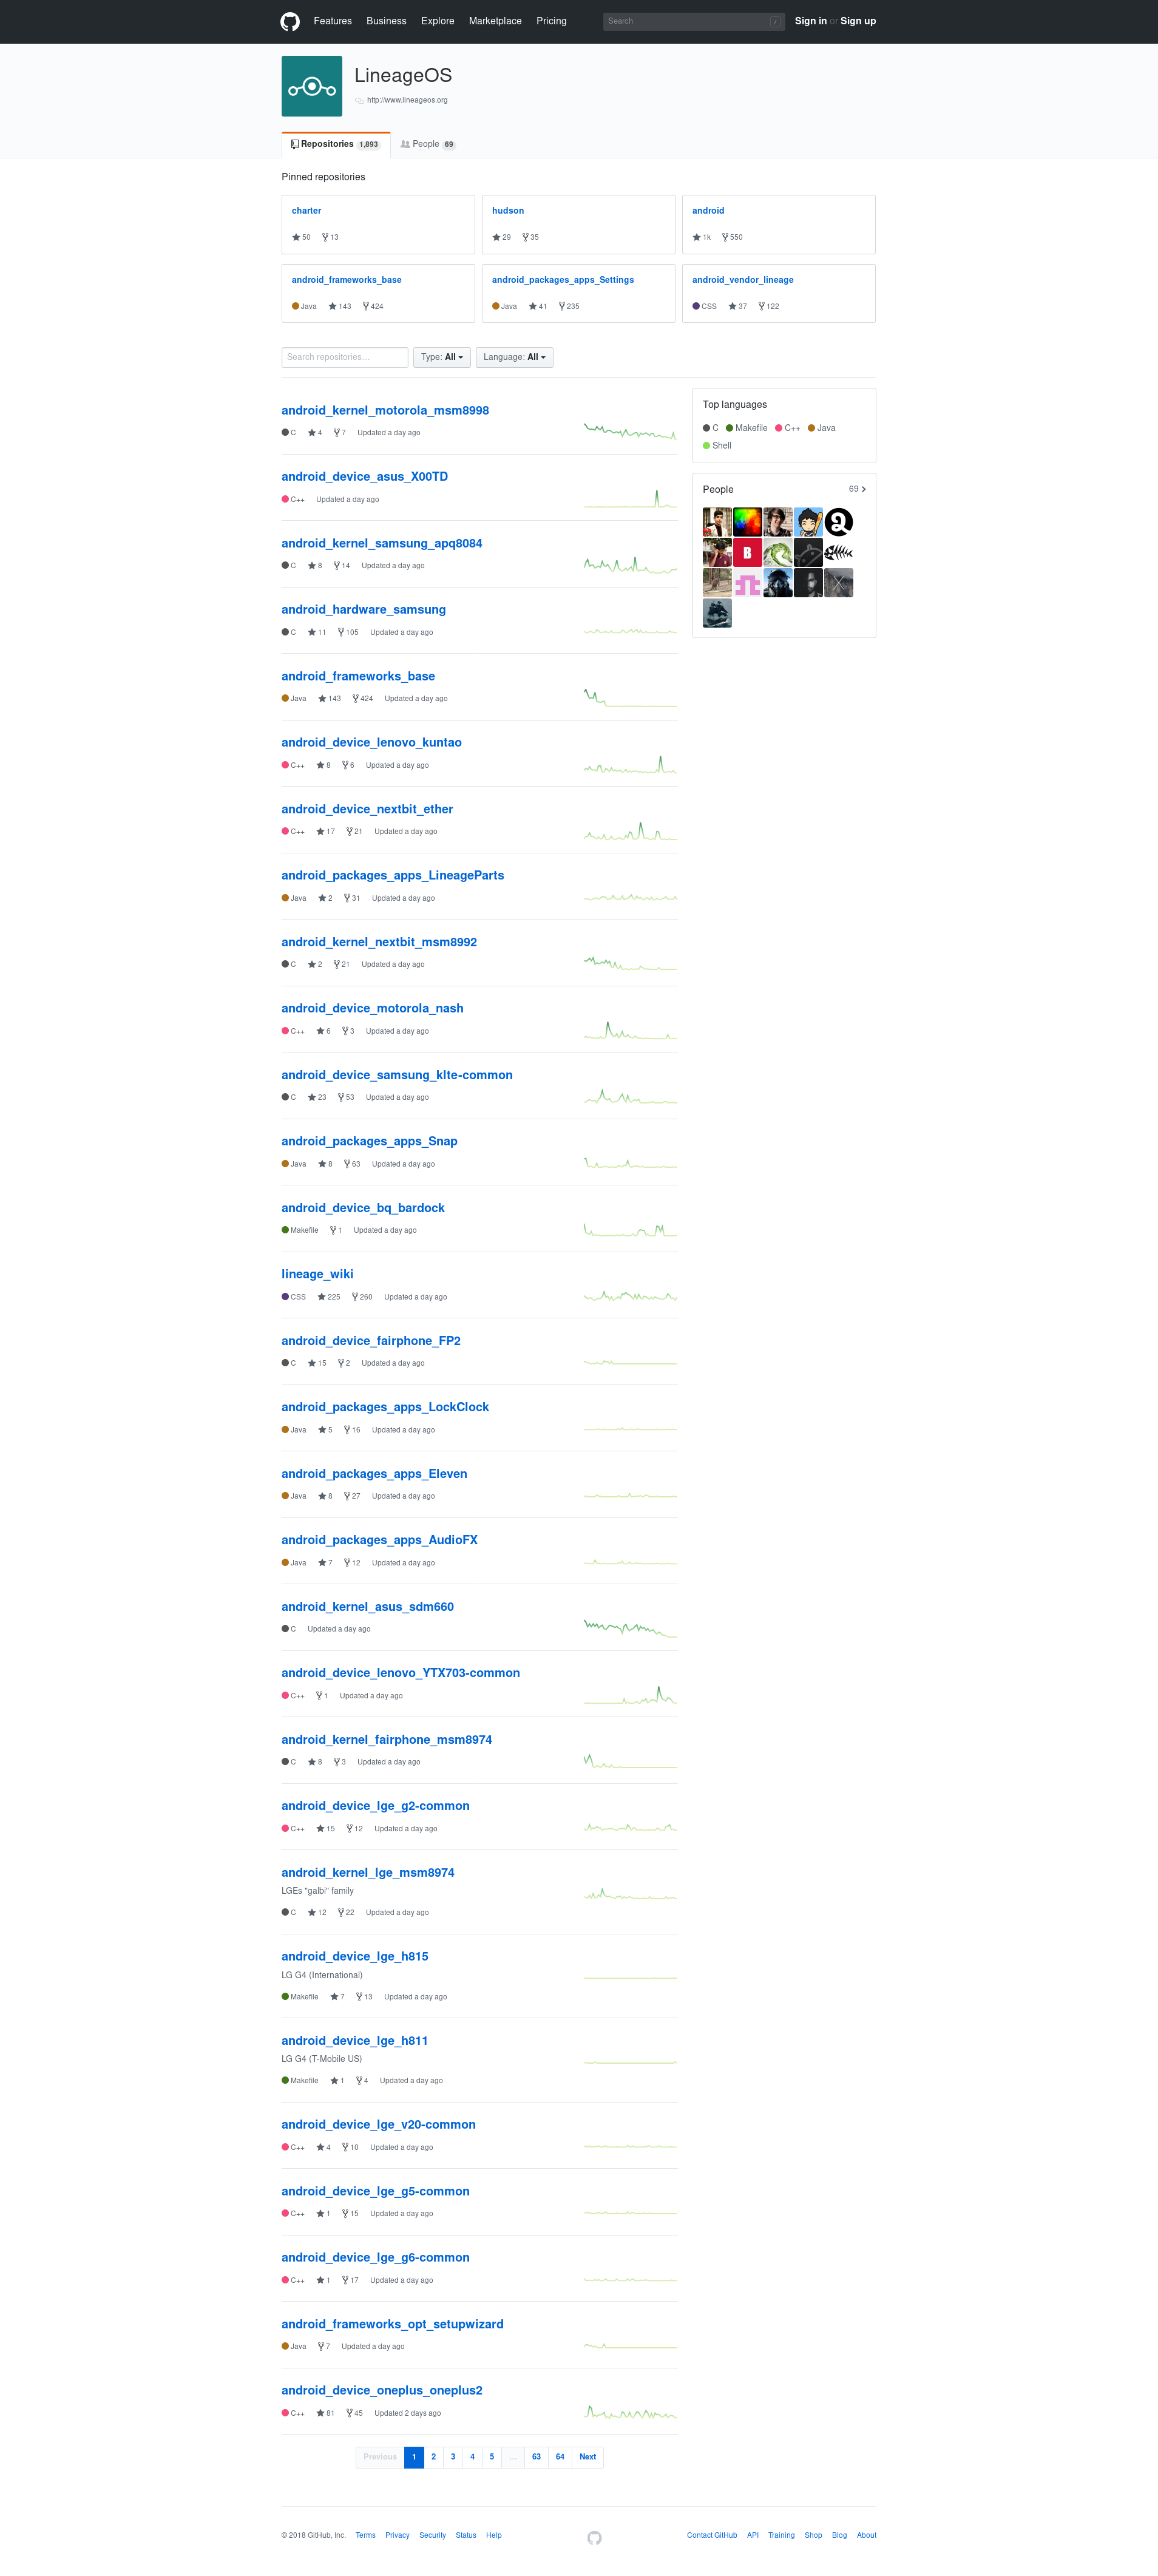 Features Business Explore Marketplace Pricing Search / Sign in or Sign up
LineageOS
http://www.lineageos.org
Repositories 1,893 People 69
Pinned repositories
charter
50 13
hudson
29 35
android
1k 550
android_frameworks_base
Java 143 424
android_packages_apps_Settings
Java 41 235
android_vendor_lineage
CSS 37 122
Search repositories… Type: All Language: All
android_kernel_motorola_msm8998
C 4 7 Updated a day ago
android_device_asus_X00TD
C++ Updated a day ago
android_kernel_samsung_apq8084
C 8 14 Updated a day ago
android_hardware_samsung
C 11 105 Updated a day ago
android_frameworks_base
Java 143 424 Updated a day ago
android_device_lenovo_kuntao
C++ 8 6 Updated a day ago
android_device_nextbit_ether
C++ 17 21 Updated a day ago
android_packages_apps_LineageParts
Java 2 31 Updated a day ago
android_kernel_nextbit_msm8992
C 2 21 Updated a day ago
android_device_motorola_nash
C++ 6 3 Updated a day ago
android_device_samsung_klte-common
C 23 53 Updated a day ago
android_packages_apps_Snap
Java 8 63 Updated a day ago
android_device_bq_bardock
Makefile 1 Updated a day ago
lineage_wiki
CSS 225 260 Updated a day ago
android_device_fairphone_FP2
C 15 2 Updated a day ago
android_packages_apps_LockClock
Java 5 16 Updated a day ago
android_packages_apps_Eleven
Java 8 27 Updated a day ago
android_packages_apps_AudioFX
Java 7 12 Updated a day ago
android_kernel_asus_sdm660
C Updated a day ago
android_device_lenovo_YTX703-common
C++ 1 Updated a day ago
android_kernel_fairphone_msm8974
C 8 3 Updated a day ago
android_device_lge_g2-common
C++ 15 12 Updated a day ago
android_kernel_lge_msm8974
LGEs "galbi" family
C 12 22 Updated a day ago
android_device_lge_h815
LG G4 (International)
Makefile 7 13 Updated a day ago
android_device_lge_h811
LG G4 (T-Mobile US)
Makefile 1 4 Updated a day ago
android_device_lge_v20-common
C++ 4 10 Updated a day ago
android_device_lge_g5-common
C++ 1 15 Updated a day ago
android_device_lge_g6-common
C++ 1 17 Updated a day ago
android_frameworks_opt_setupwizard
Java 7 Updated a day ago
android_device_oneplus_oneplus2
C++ 81 45 Updated 2 days ago
Previous 1 2 3 4 5 … 63 64 Next
Top languages
C Makefile C++ Java
Shell
People 69
B
© 2018 GitHub, Inc. Terms Privacy Security Status Help Contact GitHub API Training Shop Blog About